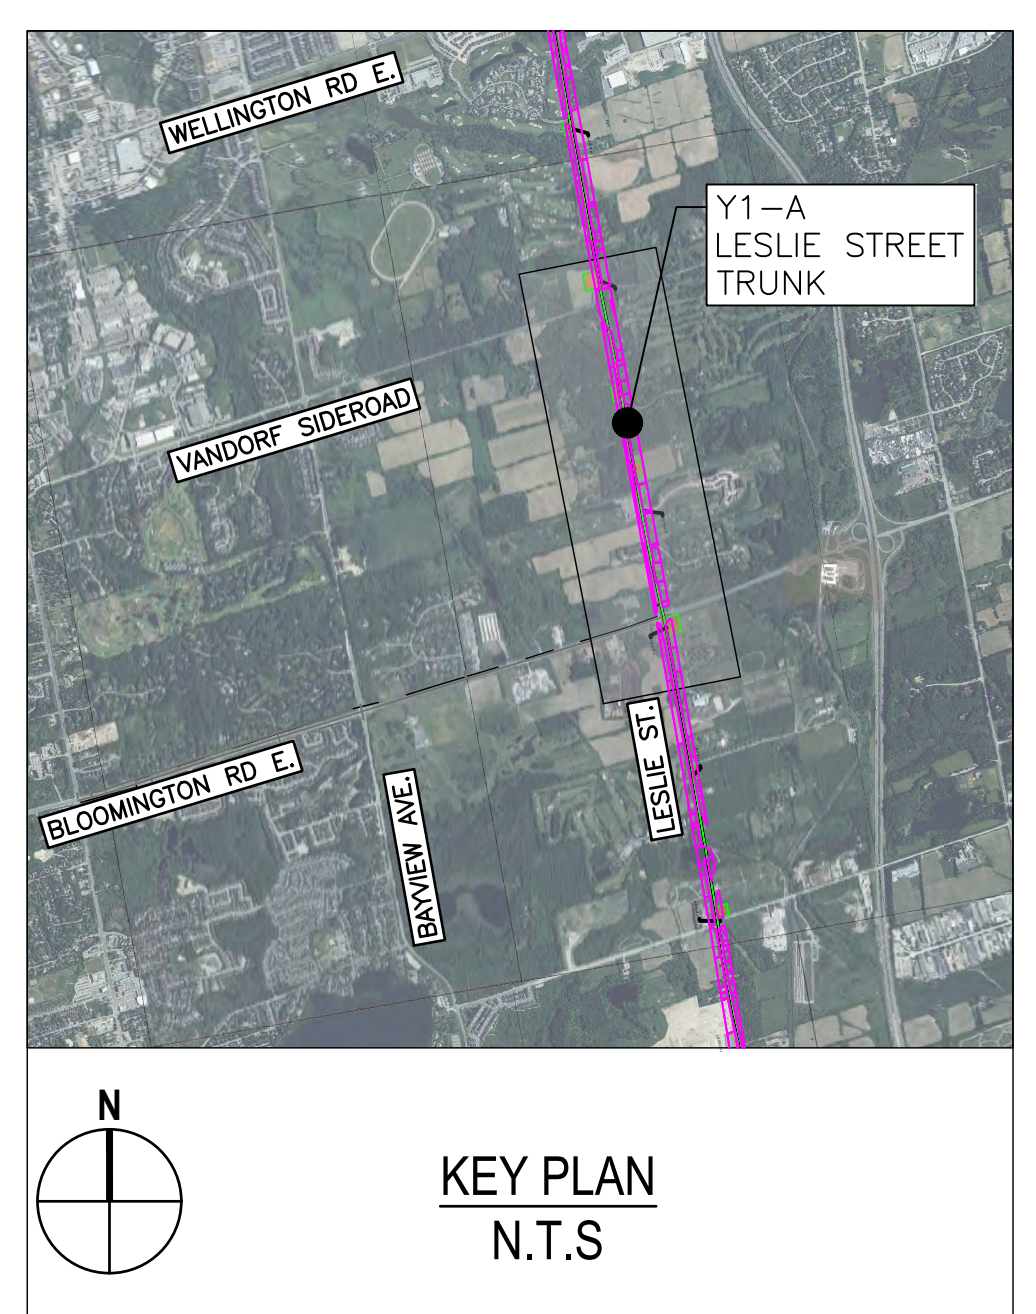 WELLINGTON RD E.
Y1-A
LESLIE STREET
TRUNK
VANDORF SIDEROAD
LESLIE ST.
BLOOMINGTON RD E.
BAYVIEW AVE.
N
KEY PLAN
N.T.S